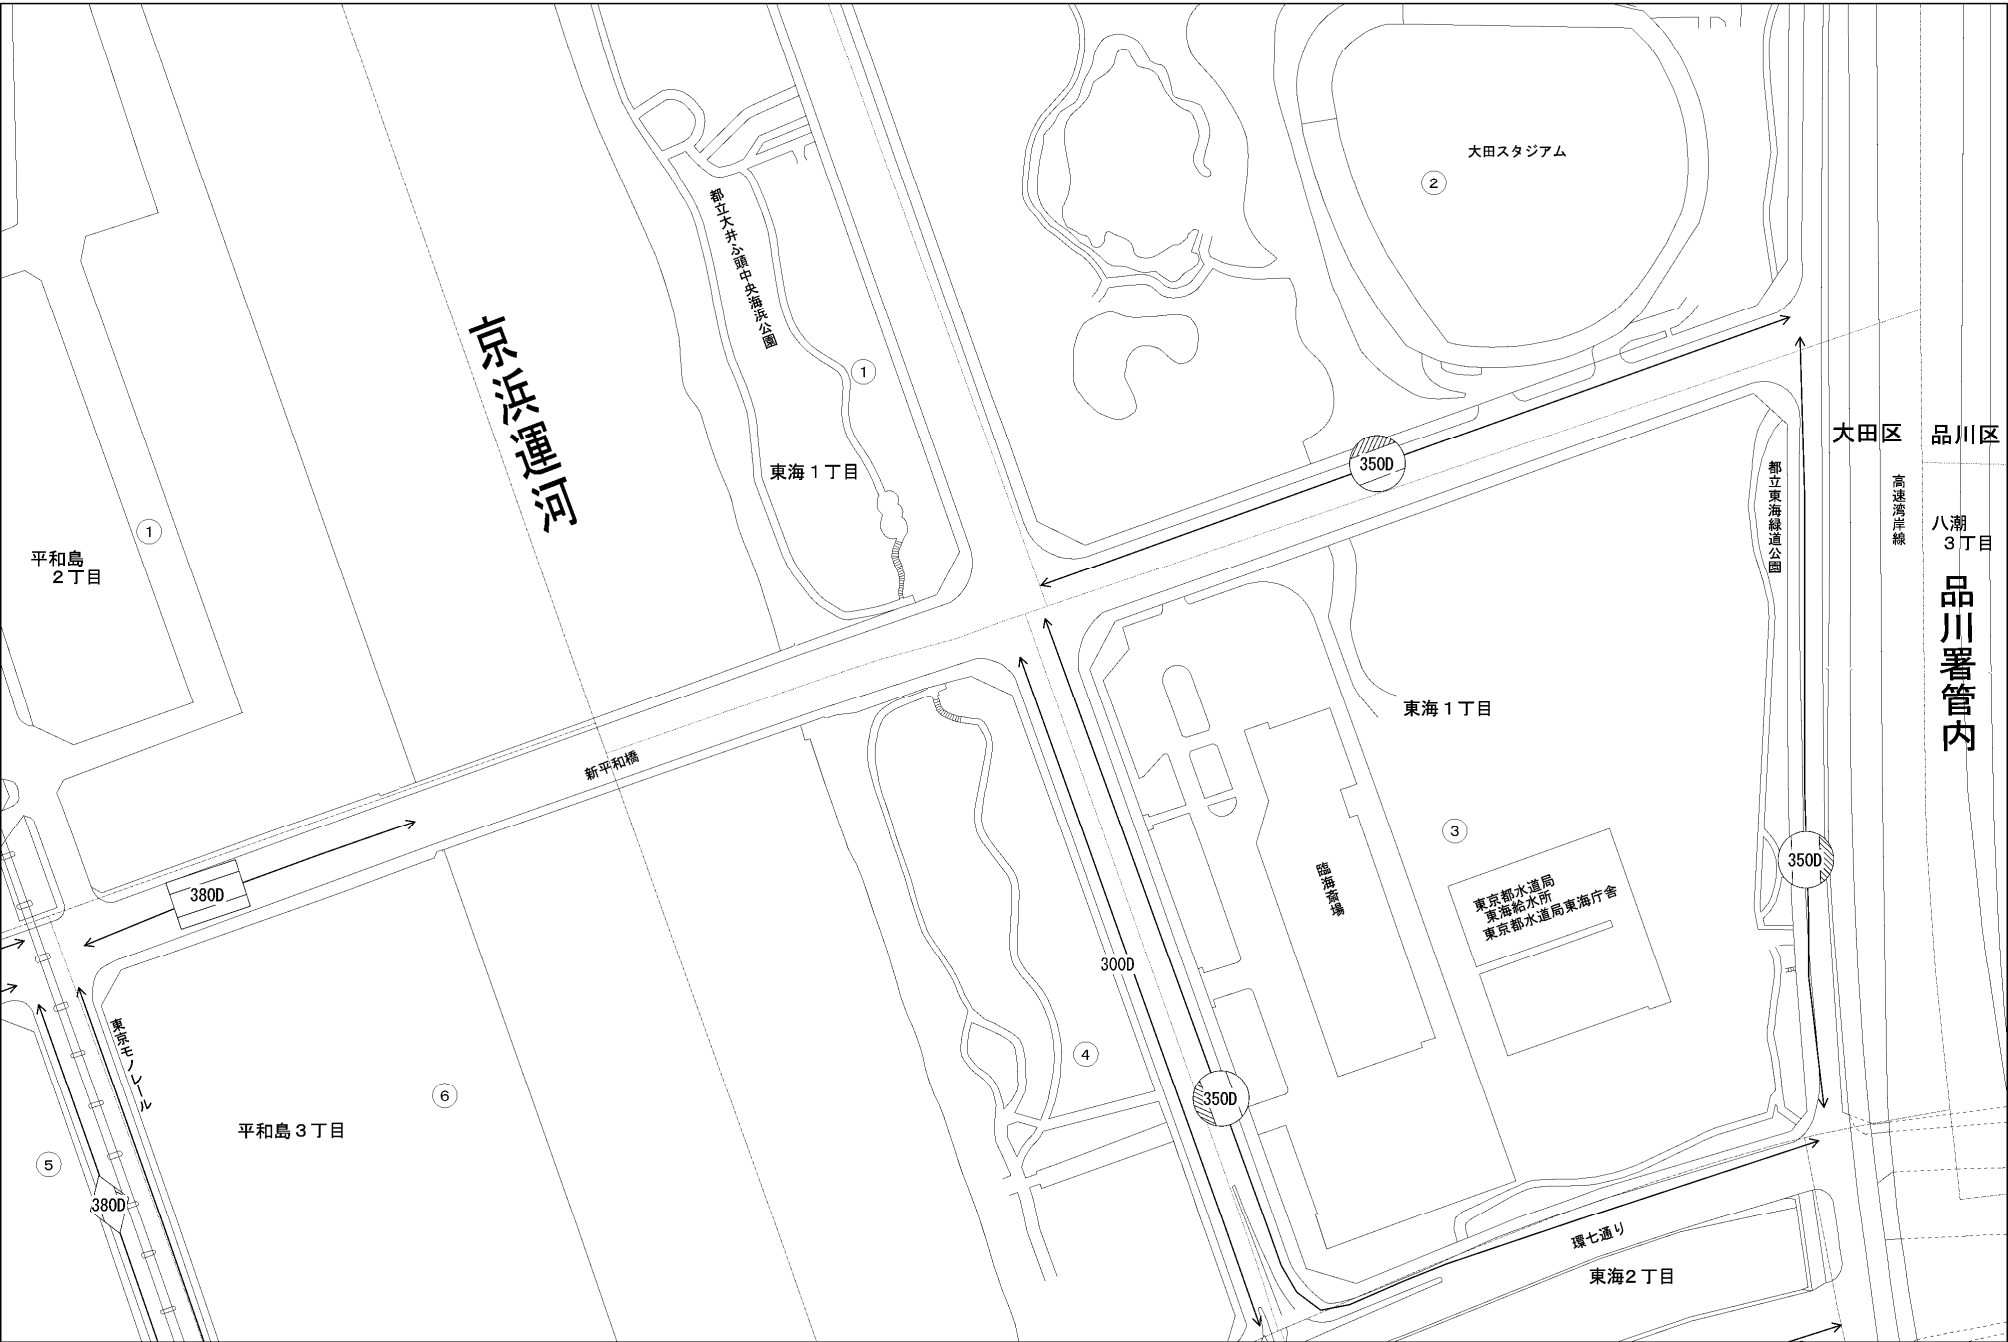 大田スタジアム
②
都立大井ふ頭中央海浜公園
京浜運河
①
350D
大田区
品川区
東海1丁目
都立東海緑道公園
高速湾岸線
八潮
3丁目
①
平和島
2丁目
品川署管内
東海1丁目
新平和橋
③
350D
380D
臨海斎場
東京都水道局
東海給水所
東京都水道局東海庁舎
300D
東京モノレール
④
⑥
350D
平和島3丁目
⑤
380D
環七通り
東海2丁目